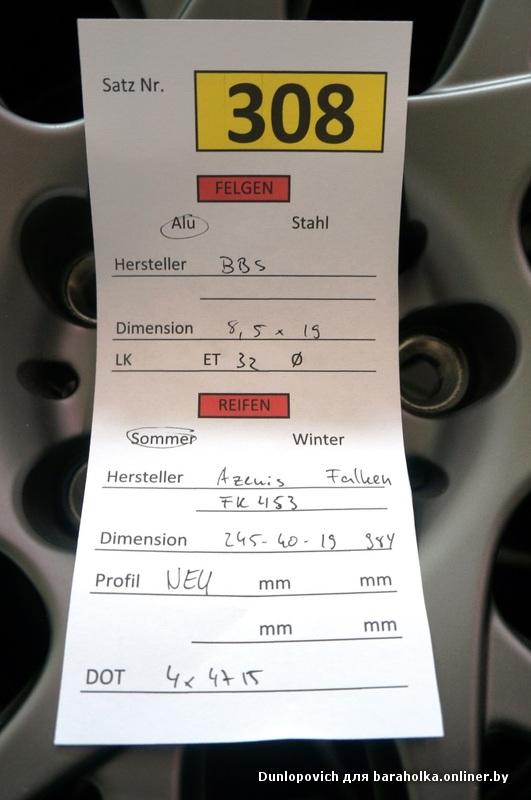 Satz Nr. 308
FELGEN
Alu Stahl
Hersteller BBS
Dimension 8,5 x 19
LK ET 32 Ø
REIFEN
Sommer Winter
Hersteller Azenis Falken
FK 453
Dimension 245-40-19 98Y
Profil NEU mm mm
mm mm
DOT 4x 4715
Dunlopovich для baraholka.onliner.by